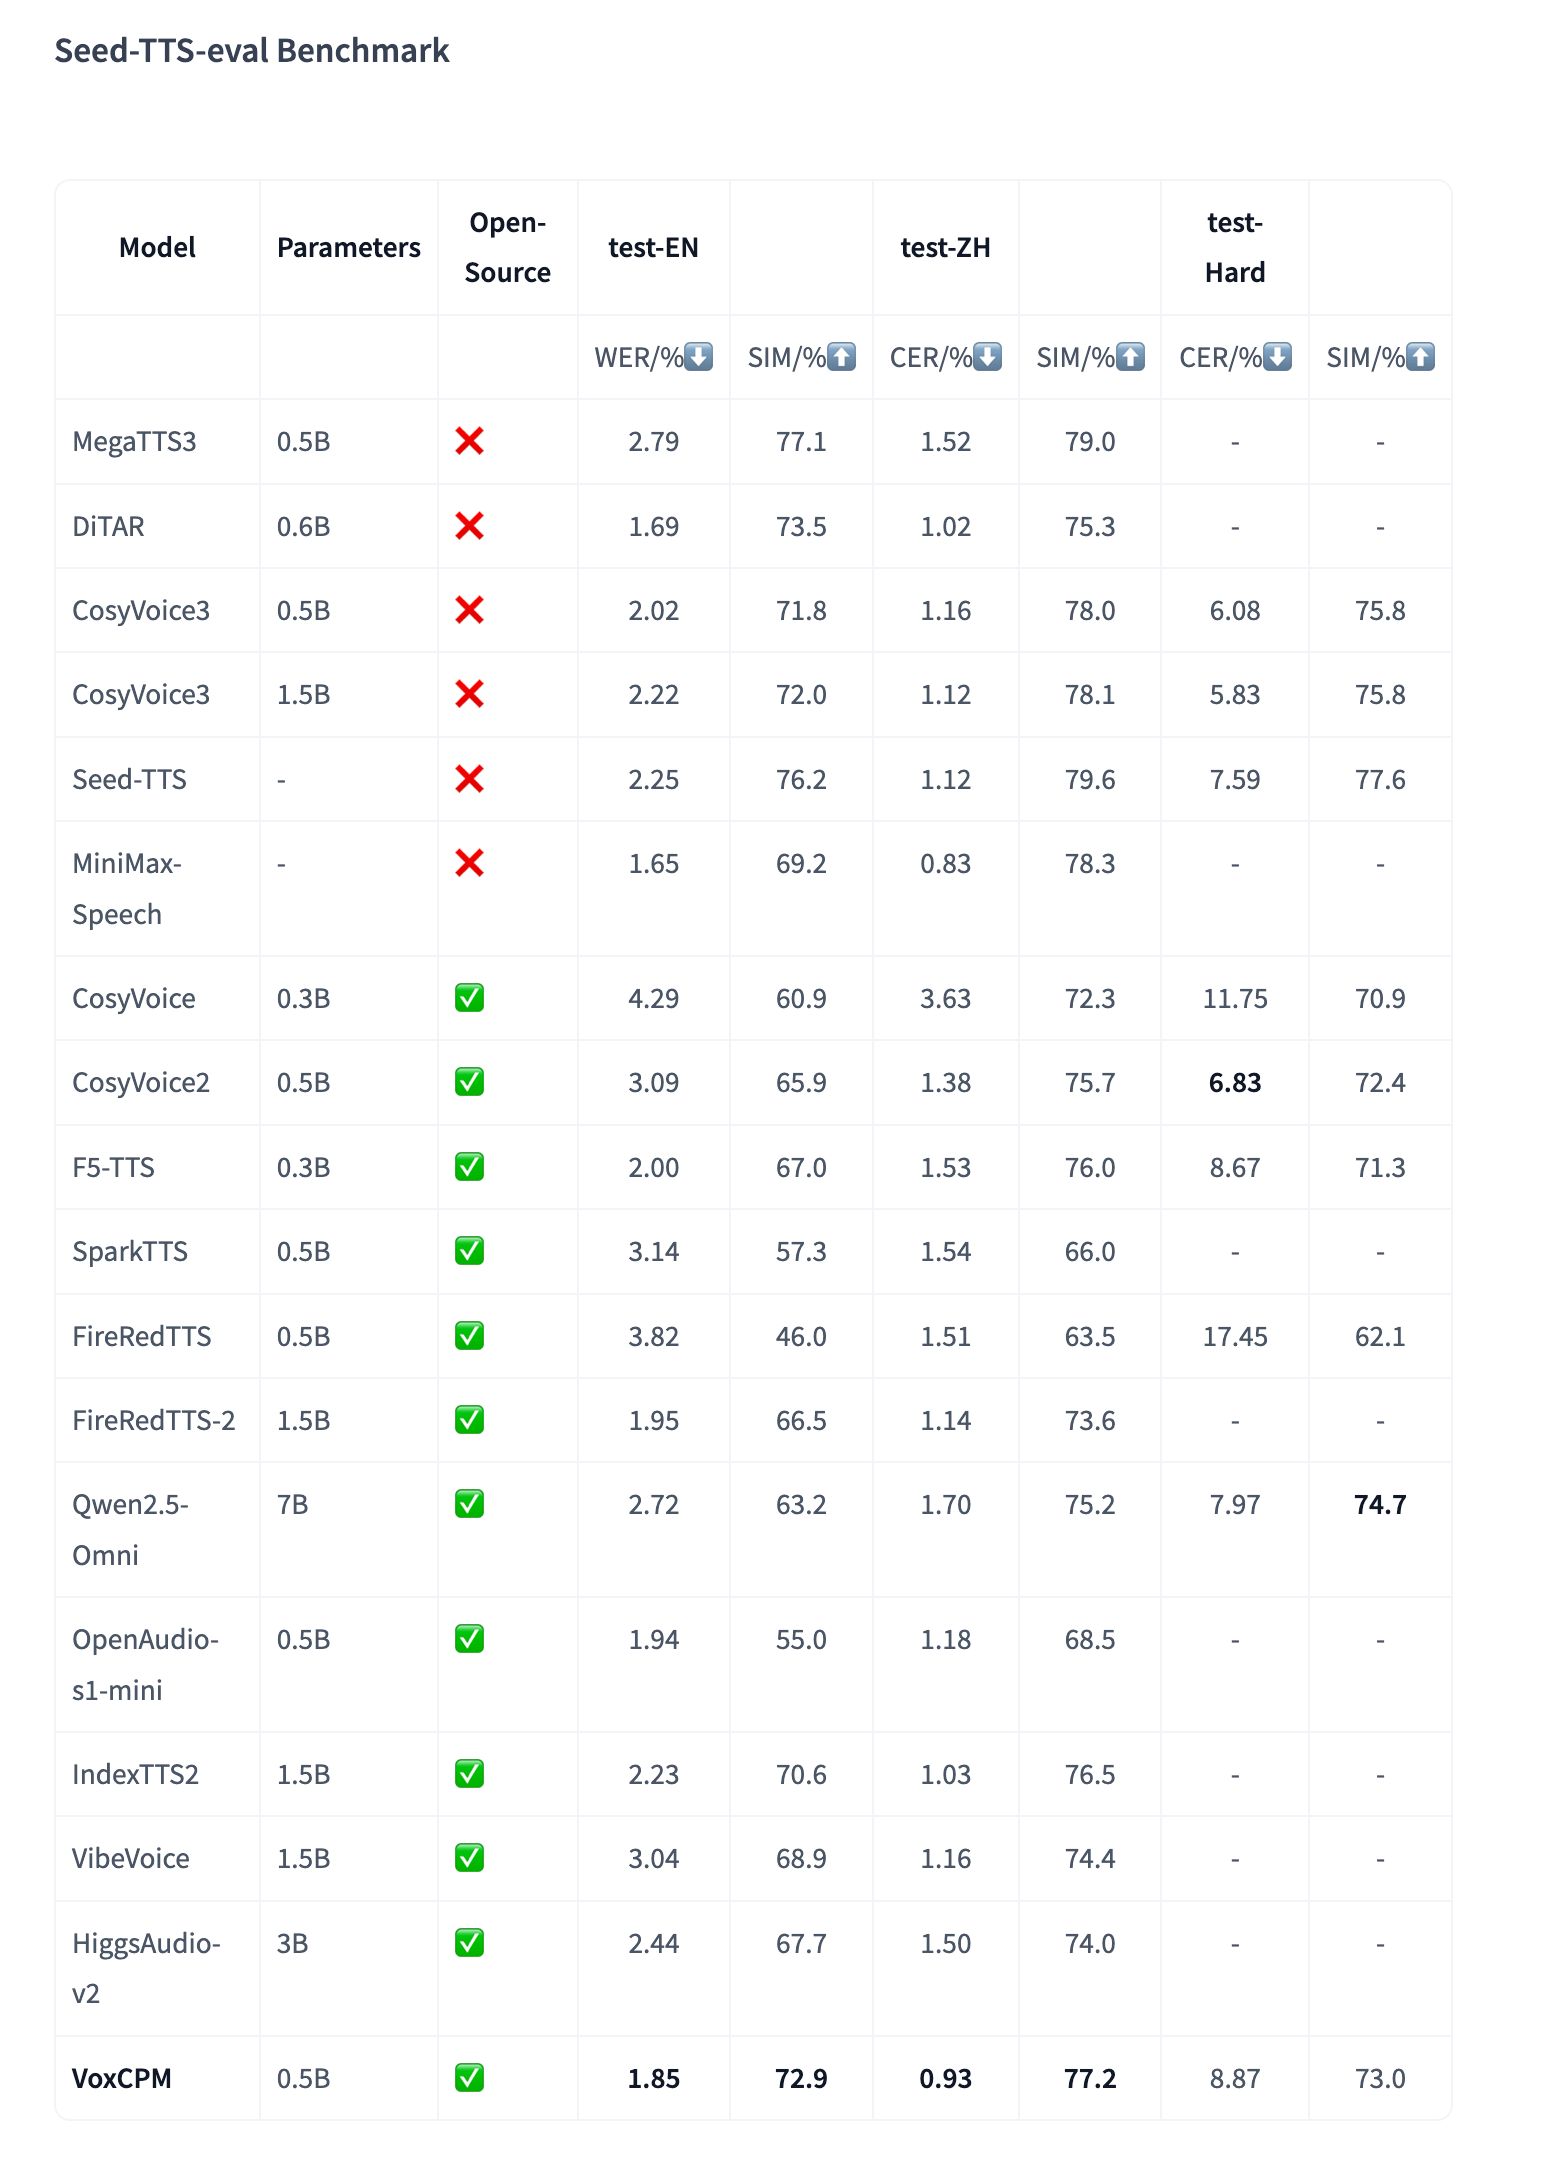 Seed-TTS-eval Benchmark
Model Parameters Open-Source test-EN test-ZH test-Hard
WER/%⬇️ SIM/%⬆️ CER/%⬇️ SIM/%⬆️ CER/%⬇️ SIM/%⬆️
MegaTTS3 0.5B ❌ 2.79 77.1 1.52 79.0 - -
DiTAR 0.6B ❌ 1.69 73.5 1.02 75.3 - -
CosyVoice3 0.5B ❌ 2.02 71.8 1.16 78.0 6.08 75.8
CosyVoice3 1.5B ❌ 2.22 72.0 1.12 78.1 5.83 75.8
Seed-TTS - ❌ 2.25 76.2 1.12 79.6 7.59 77.6
MiniMax-Speech - ❌ 1.65 69.2 0.83 78.3 - -
CosyVoice 0.3B ✅ 4.29 60.9 3.63 72.3 11.75 70.9
CosyVoice2 0.5B ✅ 3.09 65.9 1.38 75.7 6.83 72.4
F5-TTS 0.3B ✅ 2.00 67.0 1.53 76.0 8.67 71.3
SparkTTS 0.5B ✅ 3.14 57.3 1.54 66.0 - -
FireRedTTS 0.5B ✅ 3.82 46.0 1.51 63.5 17.45 62.1
FireRedTTS-2 1.5B ✅ 1.95 66.5 1.14 73.6 - -
Qwen2.5-Omni 7B ✅ 2.72 63.2 1.70 75.2 7.97 74.7
OpenAudio-s1-mini 0.5B ✅ 1.94 55.0 1.18 68.5 - -
IndexTTS2 1.5B ✅ 2.23 70.6 1.03 76.5 - -
VibeVoice 1.5B ✅ 3.04 68.9 1.16 74.4 - -
HiggsAudio-v2 3B ✅ 2.44 67.7 1.50 74.0 - -
VoxCPM 0.5B ✅ 1.85 72.9 0.93 77.2 8.87 73.0